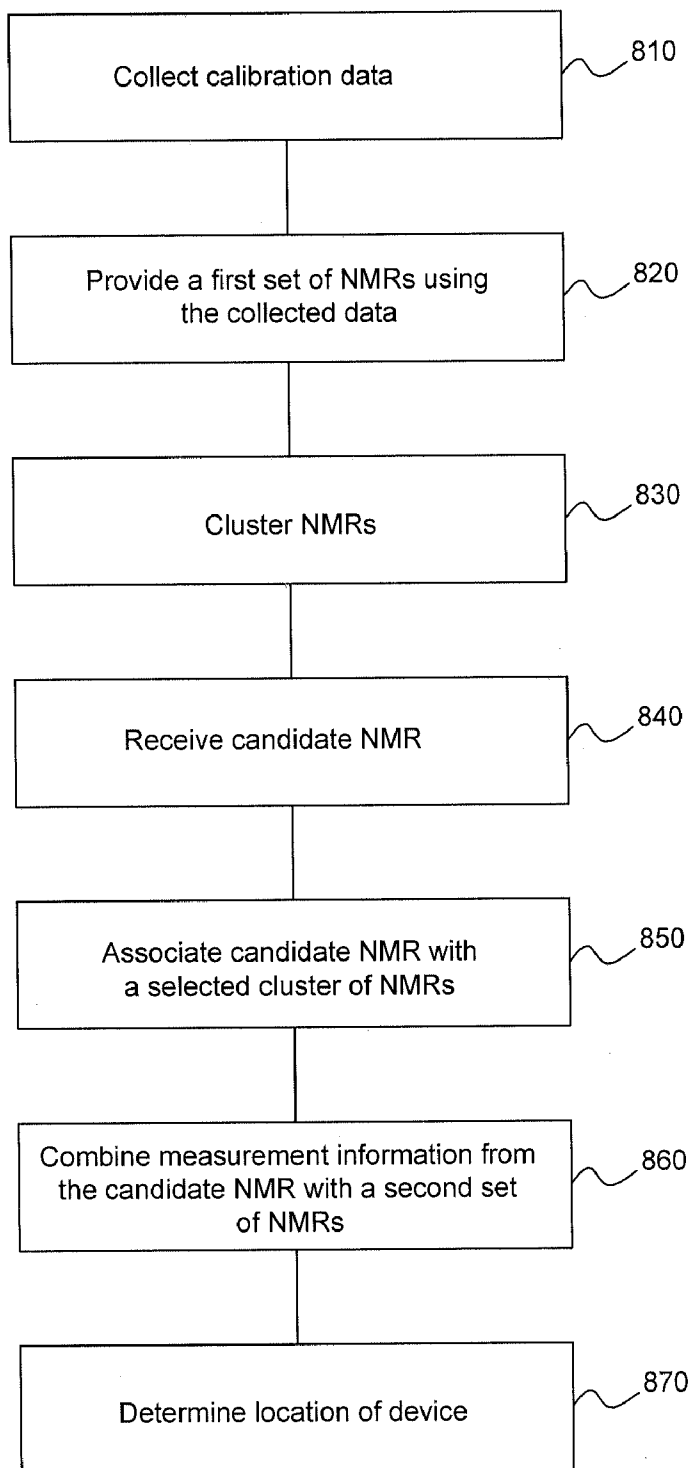 Collect calibration data
810
Provide a first set of NMRs using
the collected data
820
Cluster NMRs
830
Receive candidate NMR
840
Associate candidate NMR with
a selected cluster of NMRs
850
Combine measurement information from
the candidate NMR with a second set
of NMRs
860
Determine location of device
870